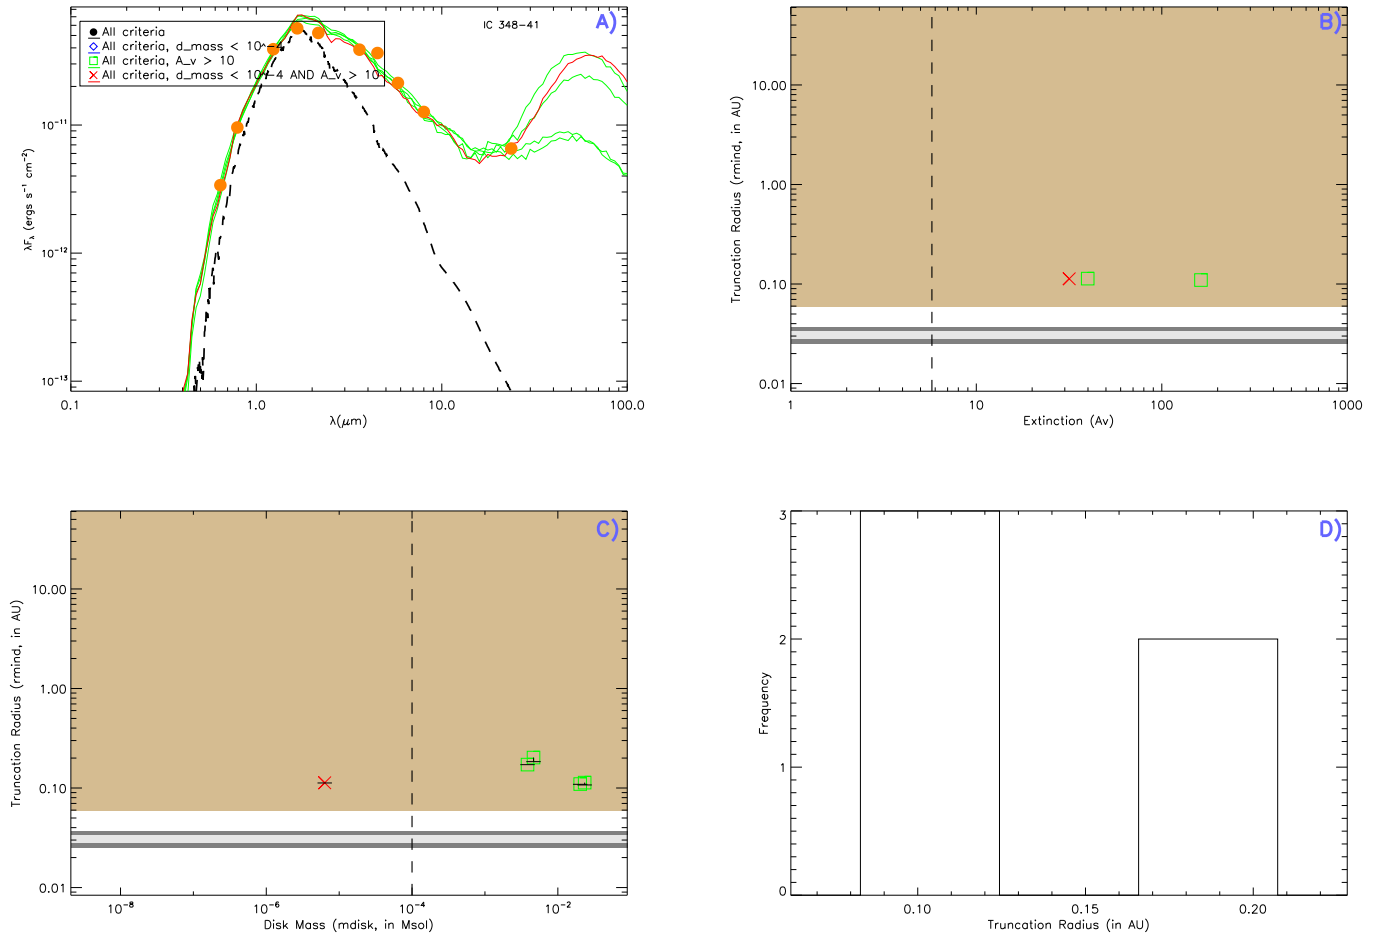 A)
IC 348-41
All criteria
All criteria, d_mass < 10^-4
All criteria, A_v > 10
All criteria, d_mass < 10^-4 AND A_v > 10
λFλ (ergs s⁻¹ cm⁻²)
10⁻¹¹
10⁻¹²
10⁻¹³
0.1 1.0 10.0 100.0
λ(μm)
B)
Truncation Radius (rmind, in AU)
10.00
1.00
0.10
0.01
1 10 100 1000
Extinction (Av)
C)
Truncation Radius (rmind, in AU)
10.00
1.00
0.10
0.01
10⁻⁸ 10⁻⁶ 10⁻⁴ 10⁻²
Disk Mass (mdisk, in Msol)
D)
Frequency
3
2
1
0
0.10 0.15 0.20
Truncation Radius (in AU)